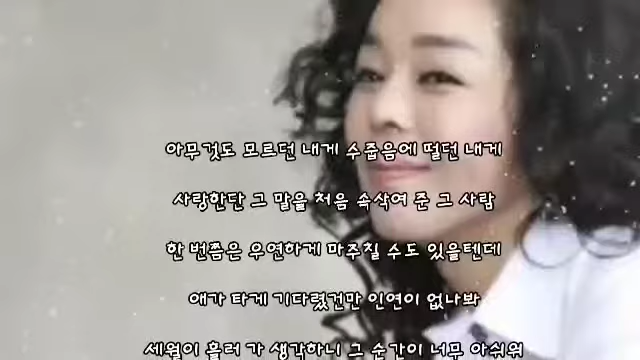 아무것도 모르던 내게 수줍음에 떨던 내게
사랑한단 그 말을 처음 속삭여 준 그 사람
한 번쯤은 우연하게 마주칠 수도 있을텐데
애가 타게 기다렸건만 인연이 없나봐
세월이 흘러 가 생각하니 그 순간이 너무 아쉬워